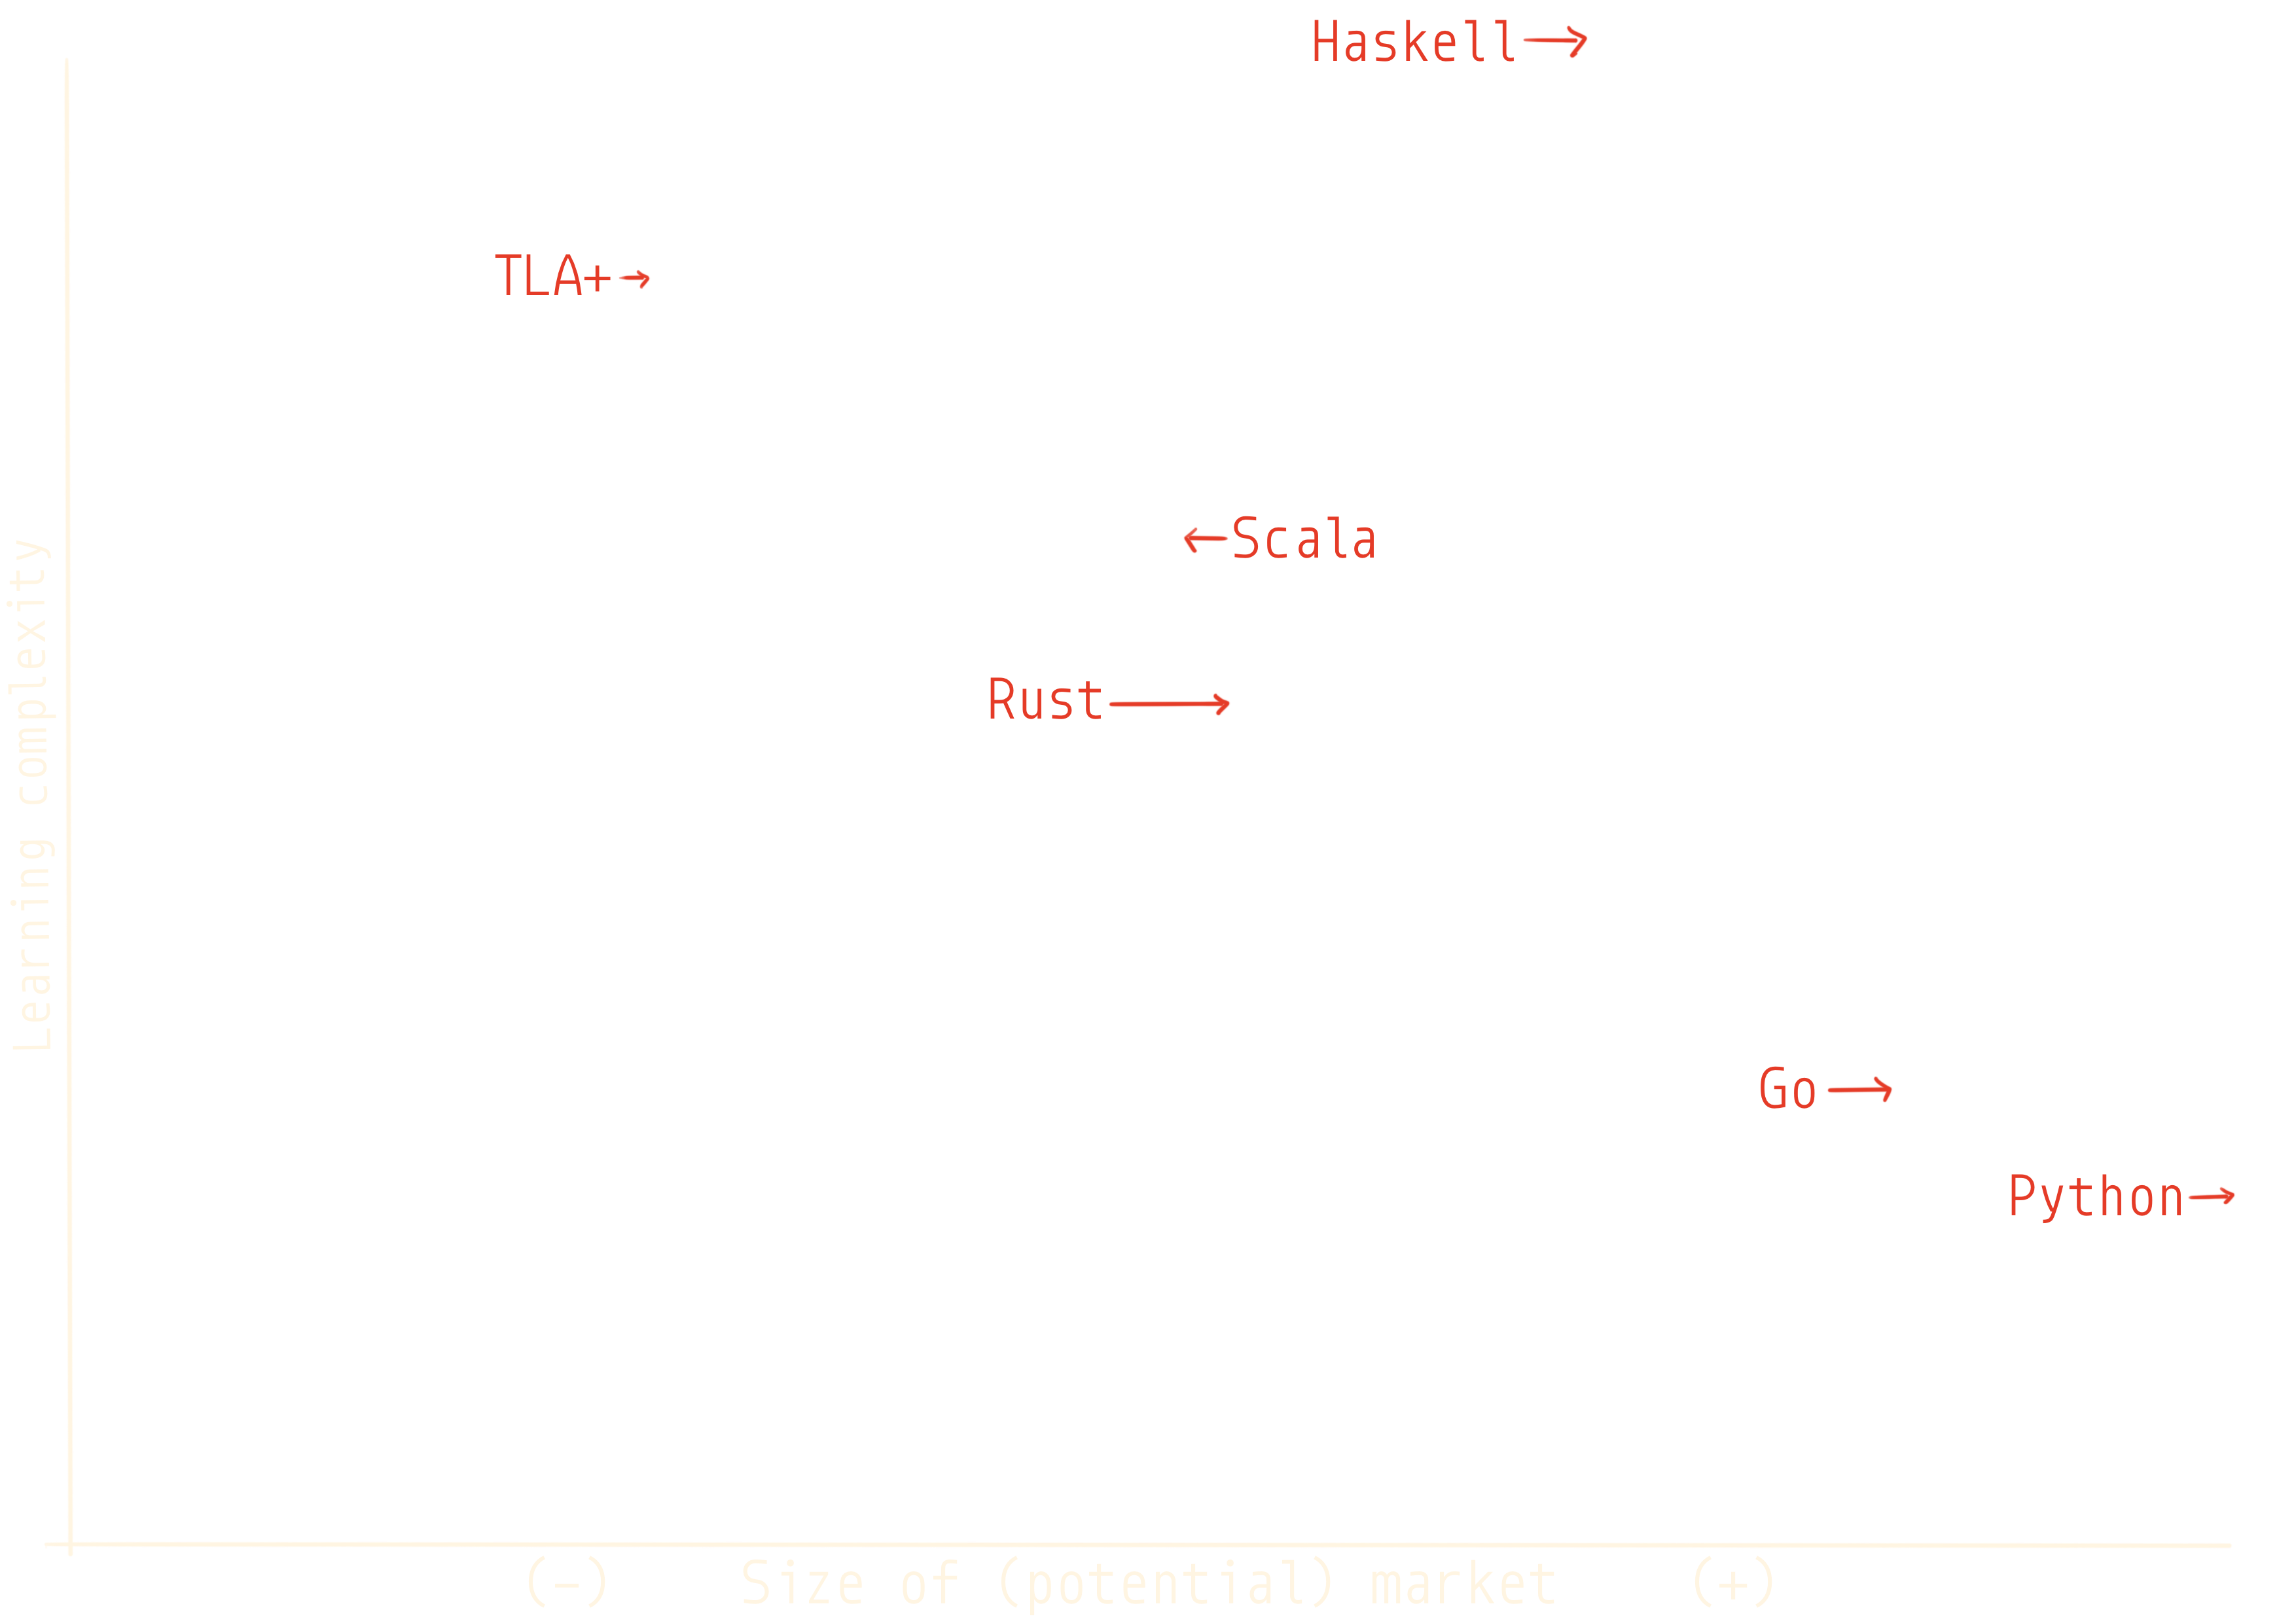 Haskell
TLA+
Scala
Rust
Learning complexity
Go
Python
(-) Size of (potential) market (+)